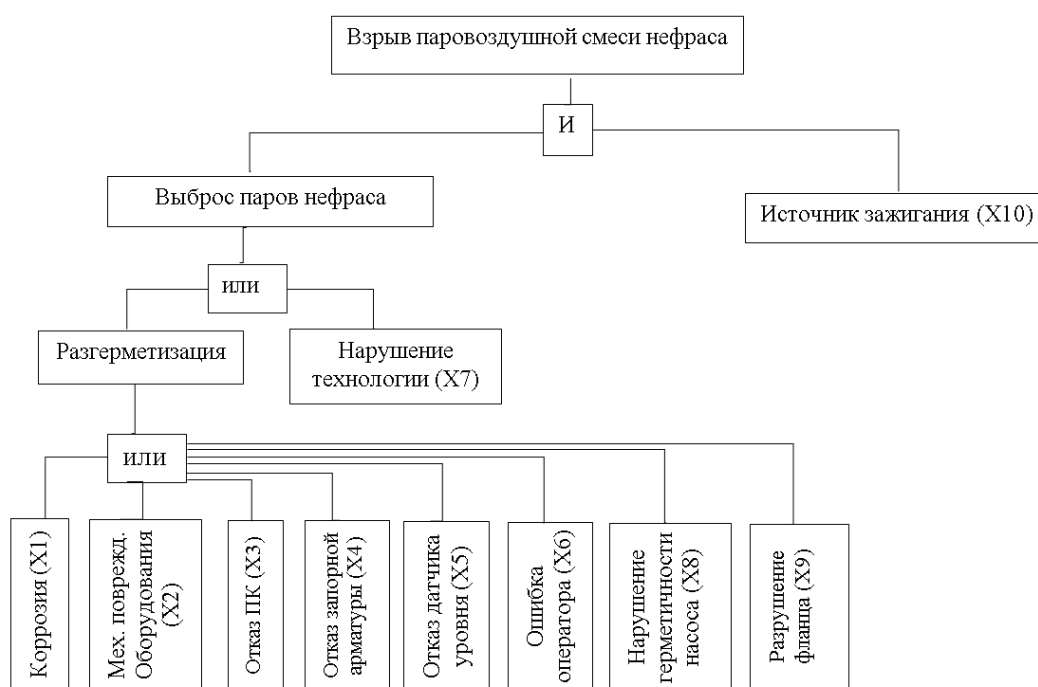 Взрыв паровоздушной смеси нефраса
И
Выброс паров нефраса
Источник зажигания (X10)
или
Разгерметизация
Нарушение
технологии (X7)
или
Коррозия (X1)
Мех. поврежд.
Оборудования
(X2)
Отказ ПК (X3)
Отказ запорной
арматуры (X4)
Отказ датчика
уровня (X5)
Ошибка
оператора (X6)
Нарушение
герметичности
насоса (X8)
Разрушение
фланца (X9)